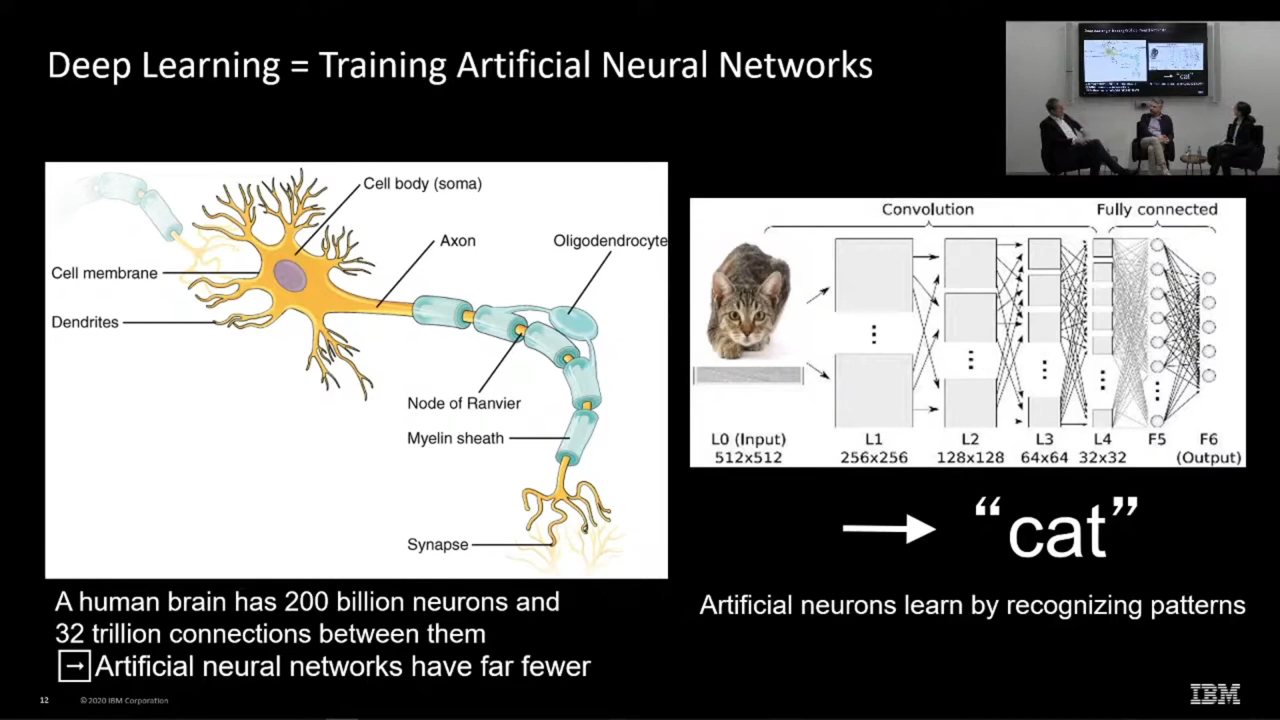 Deep Learning = Training Artificial Neural Networks
"cat"
Cell body (soma)
Axon
Oligodendrocyte
Cell membrane
Dendrites
Node of Ranvier
Myelin sheath
Synapse
Convolution
Fully connected
L0 (Input)
512x512
L1
256x256
L2
128x128
L3
64x64
L4
32x32
F5
F6
(Output)
→ “cat”
A human brain has 200 billion neurons and
32 trillion connections between them
→ Artificial neural networks have far fewer
Artificial neurons learn by recognizing patterns
12
© 2020 IBM Corporation
IBM